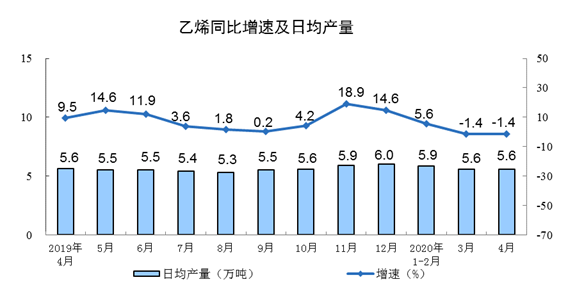 乙烯同比增速及日均产量
15
10
5
0
50
30
10
-10
-30
-50
-70
9.5
14.6
11.9
3.6
1.8
0.2
4.2
18.9
14.6
5.6
-1.4
-1.4
5.6
5.5
5.5
5.4
5.3
5.5
5.6
5.9
6.0
5.9
5.6
5.6
2019年
4月
5月
6月
7月
8月
9月
10月
11月
12月
2020年
1-2月
3月
4月
日均产量（万吨）
增速（%）